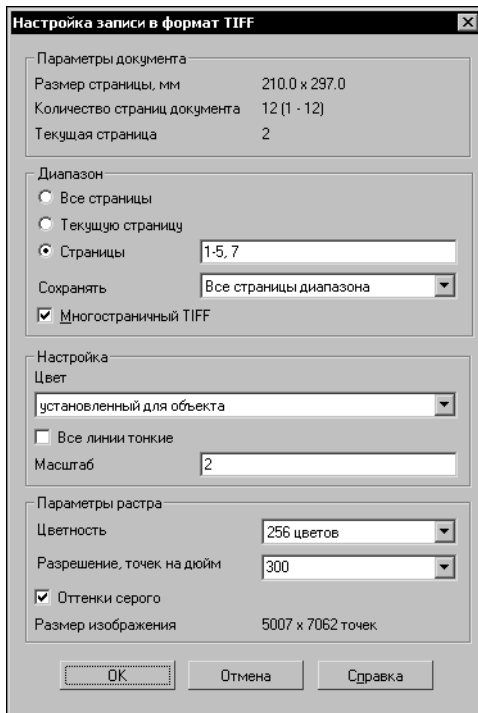 Настройка записи в формат TIFF
Параметры документа
Размер страницы, мм 210.0 x 297.0
Количество страниц документа 12 (1 - 12)
Текущая страница 2
Диапазон
Все страницы
Текущую страницу
Страницы 1-5, 7
Сохранять Все страницы диапазона
Многостраничный TIFF
Настройка
Цвет
установленный для объекта
Все линии тонкие
Масштаб 2
Параметры растра
Цветность 256 цветов
Разрешение, точек на дюйм 300
Оттенки серого
Размер изображения 5007 x 7062 точек
OK Отмена Справка